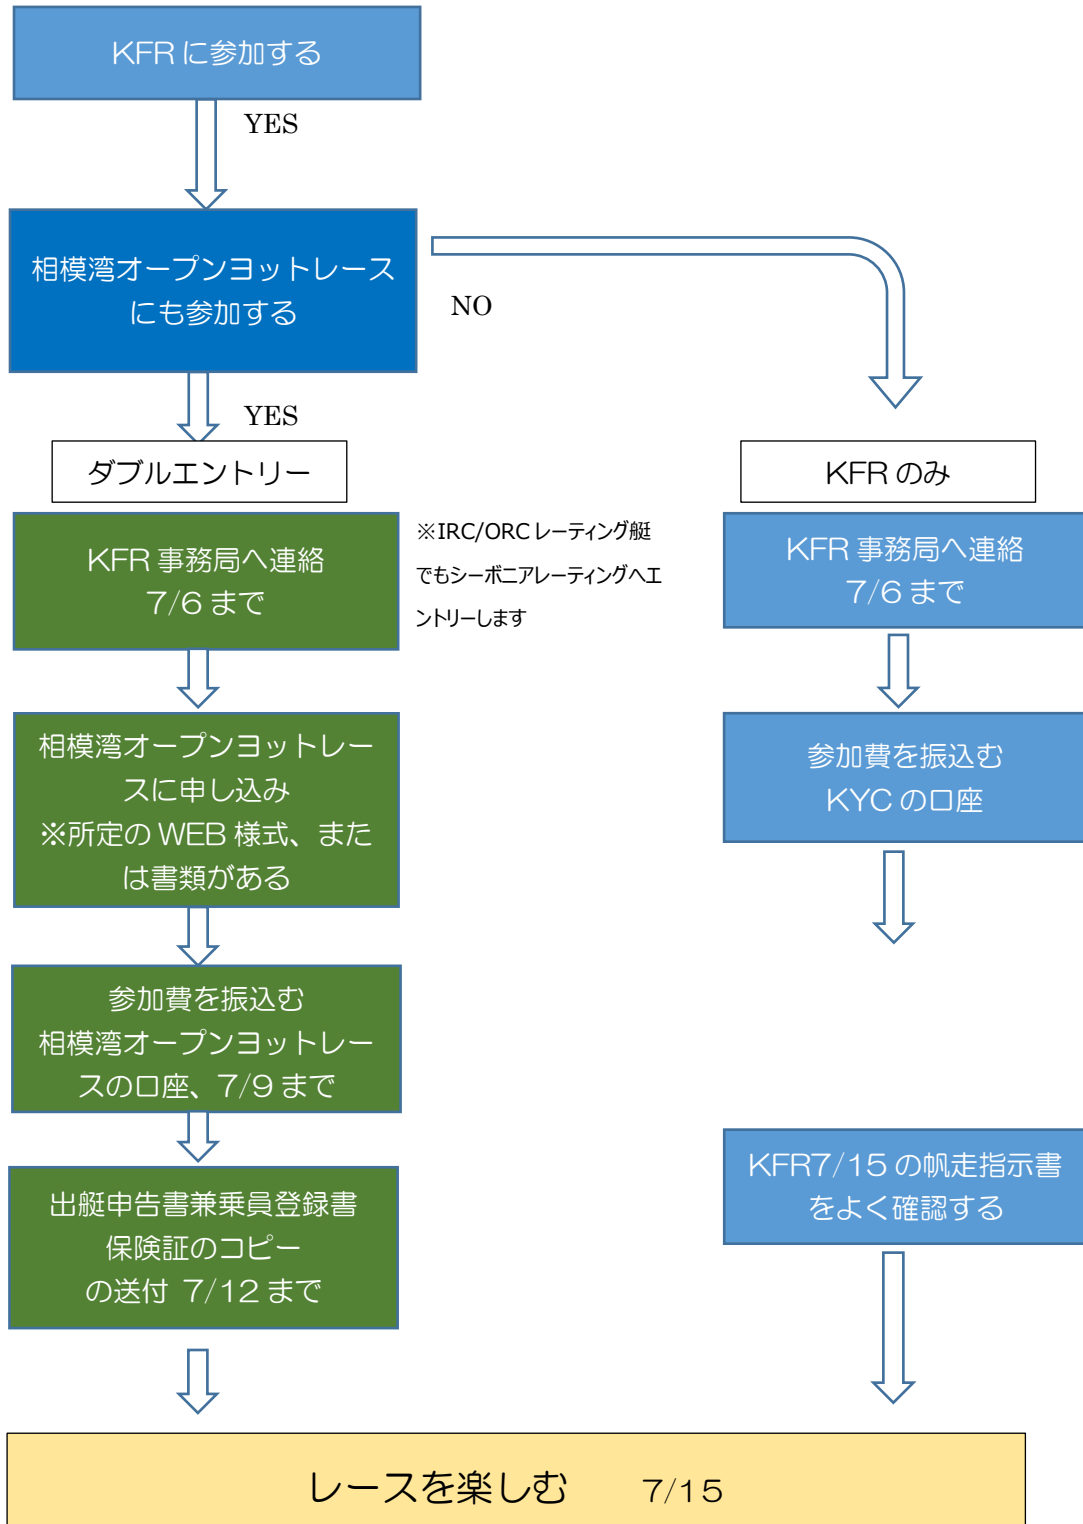 KFRに参加する
YES
相模湾オープンヨットレース
にも参加する
NO
YES
ダブルエントリー
KFR事務局へ連絡
7/6まで
※IRC/ORCレーティング艇
でもシーボニアレーティングへエ
ントリーします
相模湾オープンヨットレー
スに申し込み
※所定のWEB様式、また
は書類がある
参加費を振込む
相模湾オープンヨットレー
スの口座、7/9まで
出艇申告書兼乗員登録書
保険証のコピー
の送付 7/12まで
KFRのみ
KFR事務局へ連絡
7/6まで
参加費を振込む
KYCの口座
KFR7/15の帆走指示書
をよく確認する
レースを楽しむ 7/15